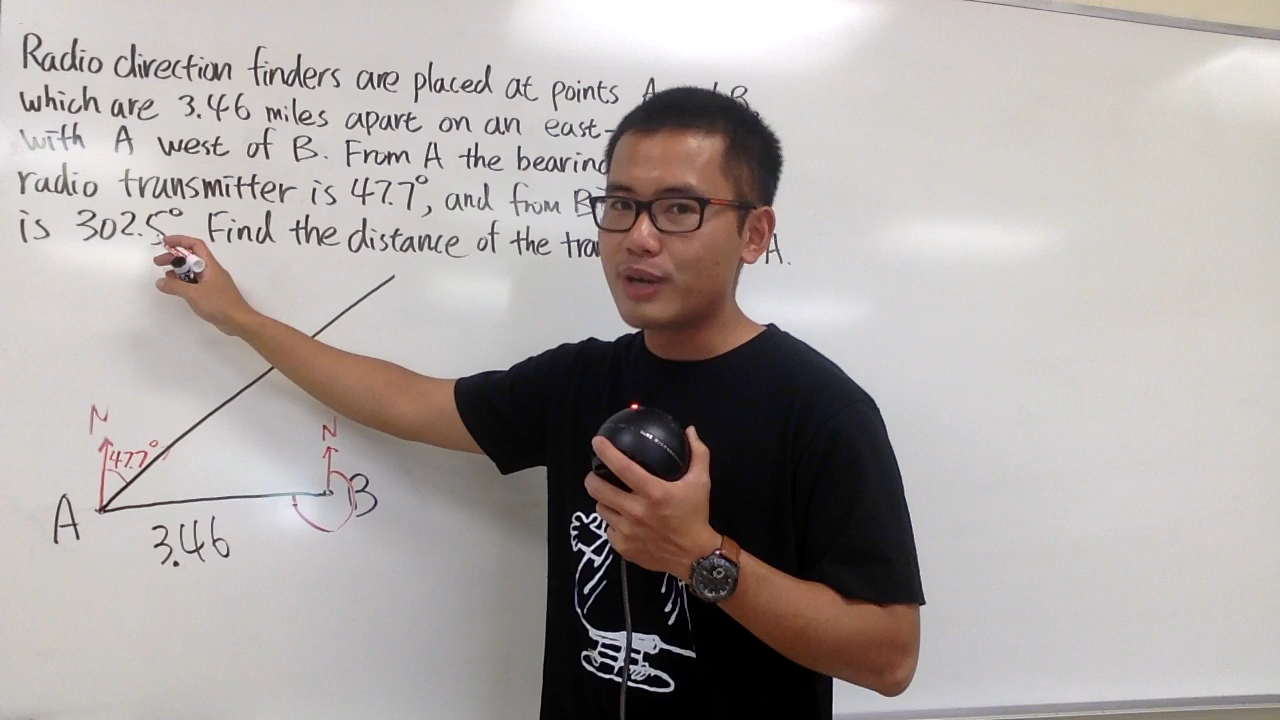 Radio direction finders are placed at points A
which are 3.46 miles apart on an east-
with A west of B. From A the bearing
radio transmitter is 47.7°, and from B
is 302.5° Find the distance of the A.
N
47.7°
N
A
B
3.46